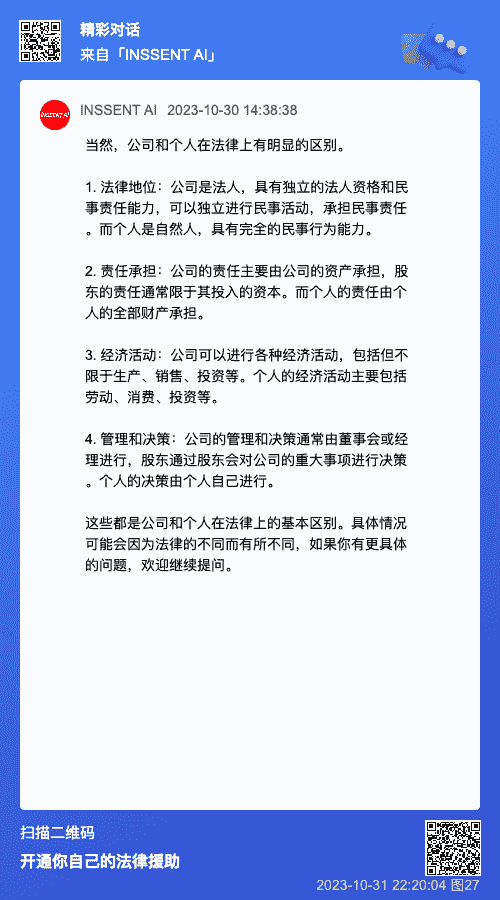 精彩对话
来自「INSSENT AI」
INSSENT AI
INSSENT AI 2023-10-30 14:38:38
当然，公司和个人在法律上有明显的区别。
1. 法律地位：公司是法人，具有独立的法人资格和民
事责任能力，可以独立进行民事活动，承担民事责任
。而个人是自然人，具有完全的民事行为能力。
2. 责任承担：公司的责任主要由公司的资产承担，股
东的责任通常限于其投入的资本。而个人的责任由个
人的全部财产承担。
3. 经济活动：公司可以进行各种经济活动，包括但不
限于生产、销售、投资等。个人的经济活动主要包括
劳动、消费、投资等。
4. 管理和决策：公司的管理和决策通常由董事会或经
理进行，股东通过股东会对公司的重大事项进行决策
。个人的决策由个人自己进行。
这些都是公司和个人在法律上的基本区别。具体情况
可能会因为法律的不同而有所不同，如果你有更具体
的问题，欢迎继续提问。
扫描二维码
开通你自己的法律援助
2023-10-31 22:20:04 图27